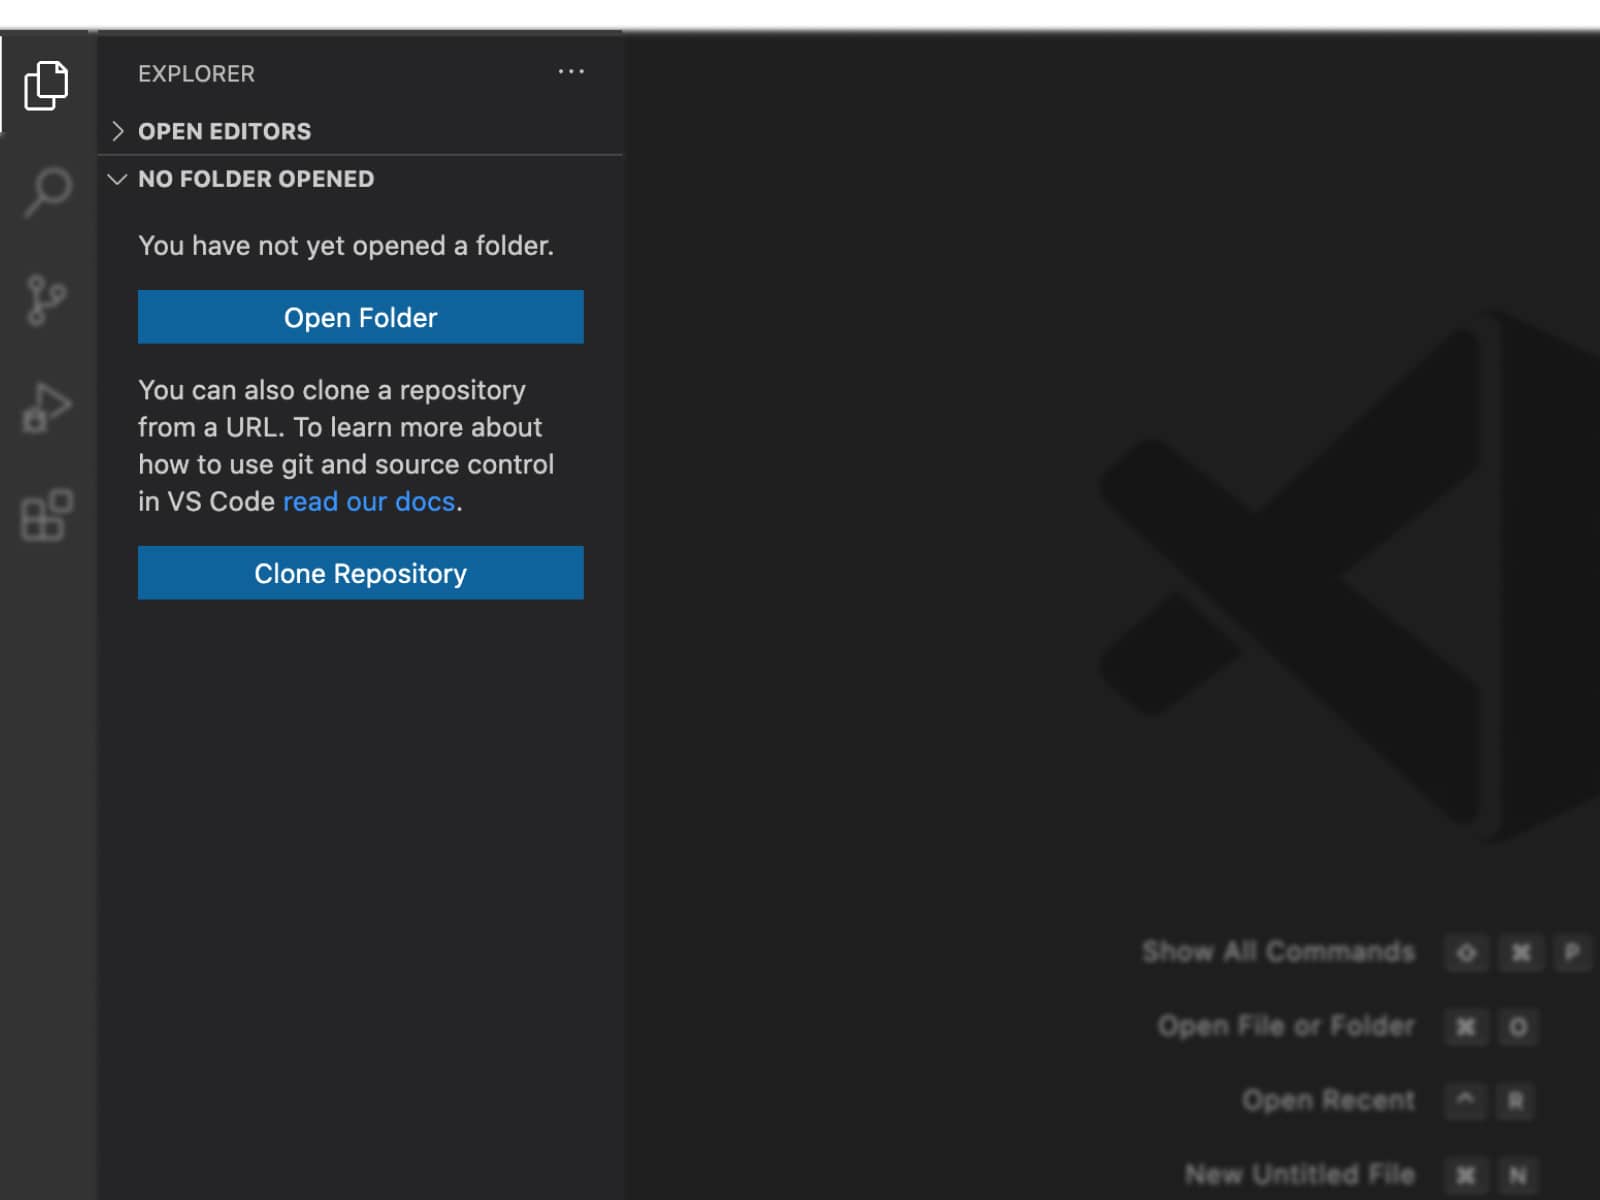 EXPLORER ...
OPEN EDITORS
NO FOLDER OPENED
You have not yet opened a folder.
Open Folder
You can also clone a repository
from a URL. To learn more about
how to use git and source control
in VS Code read our docs.
Clone Repository
Show All Commands ⇧ ⌘ P
Open File or Folder ⌘ O
Open Recent ^ R
New Untitled File ⌘ N